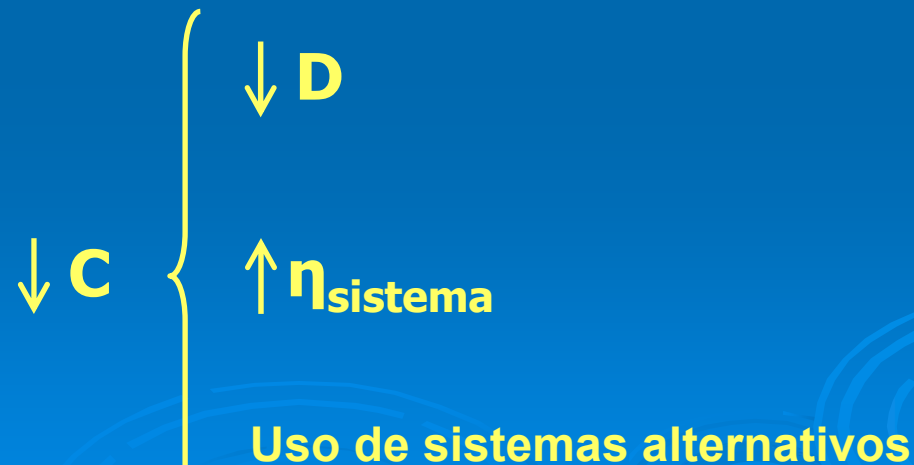 ↓ D
↓ C
↑ ηsistema
Uso de sistemas alternativos